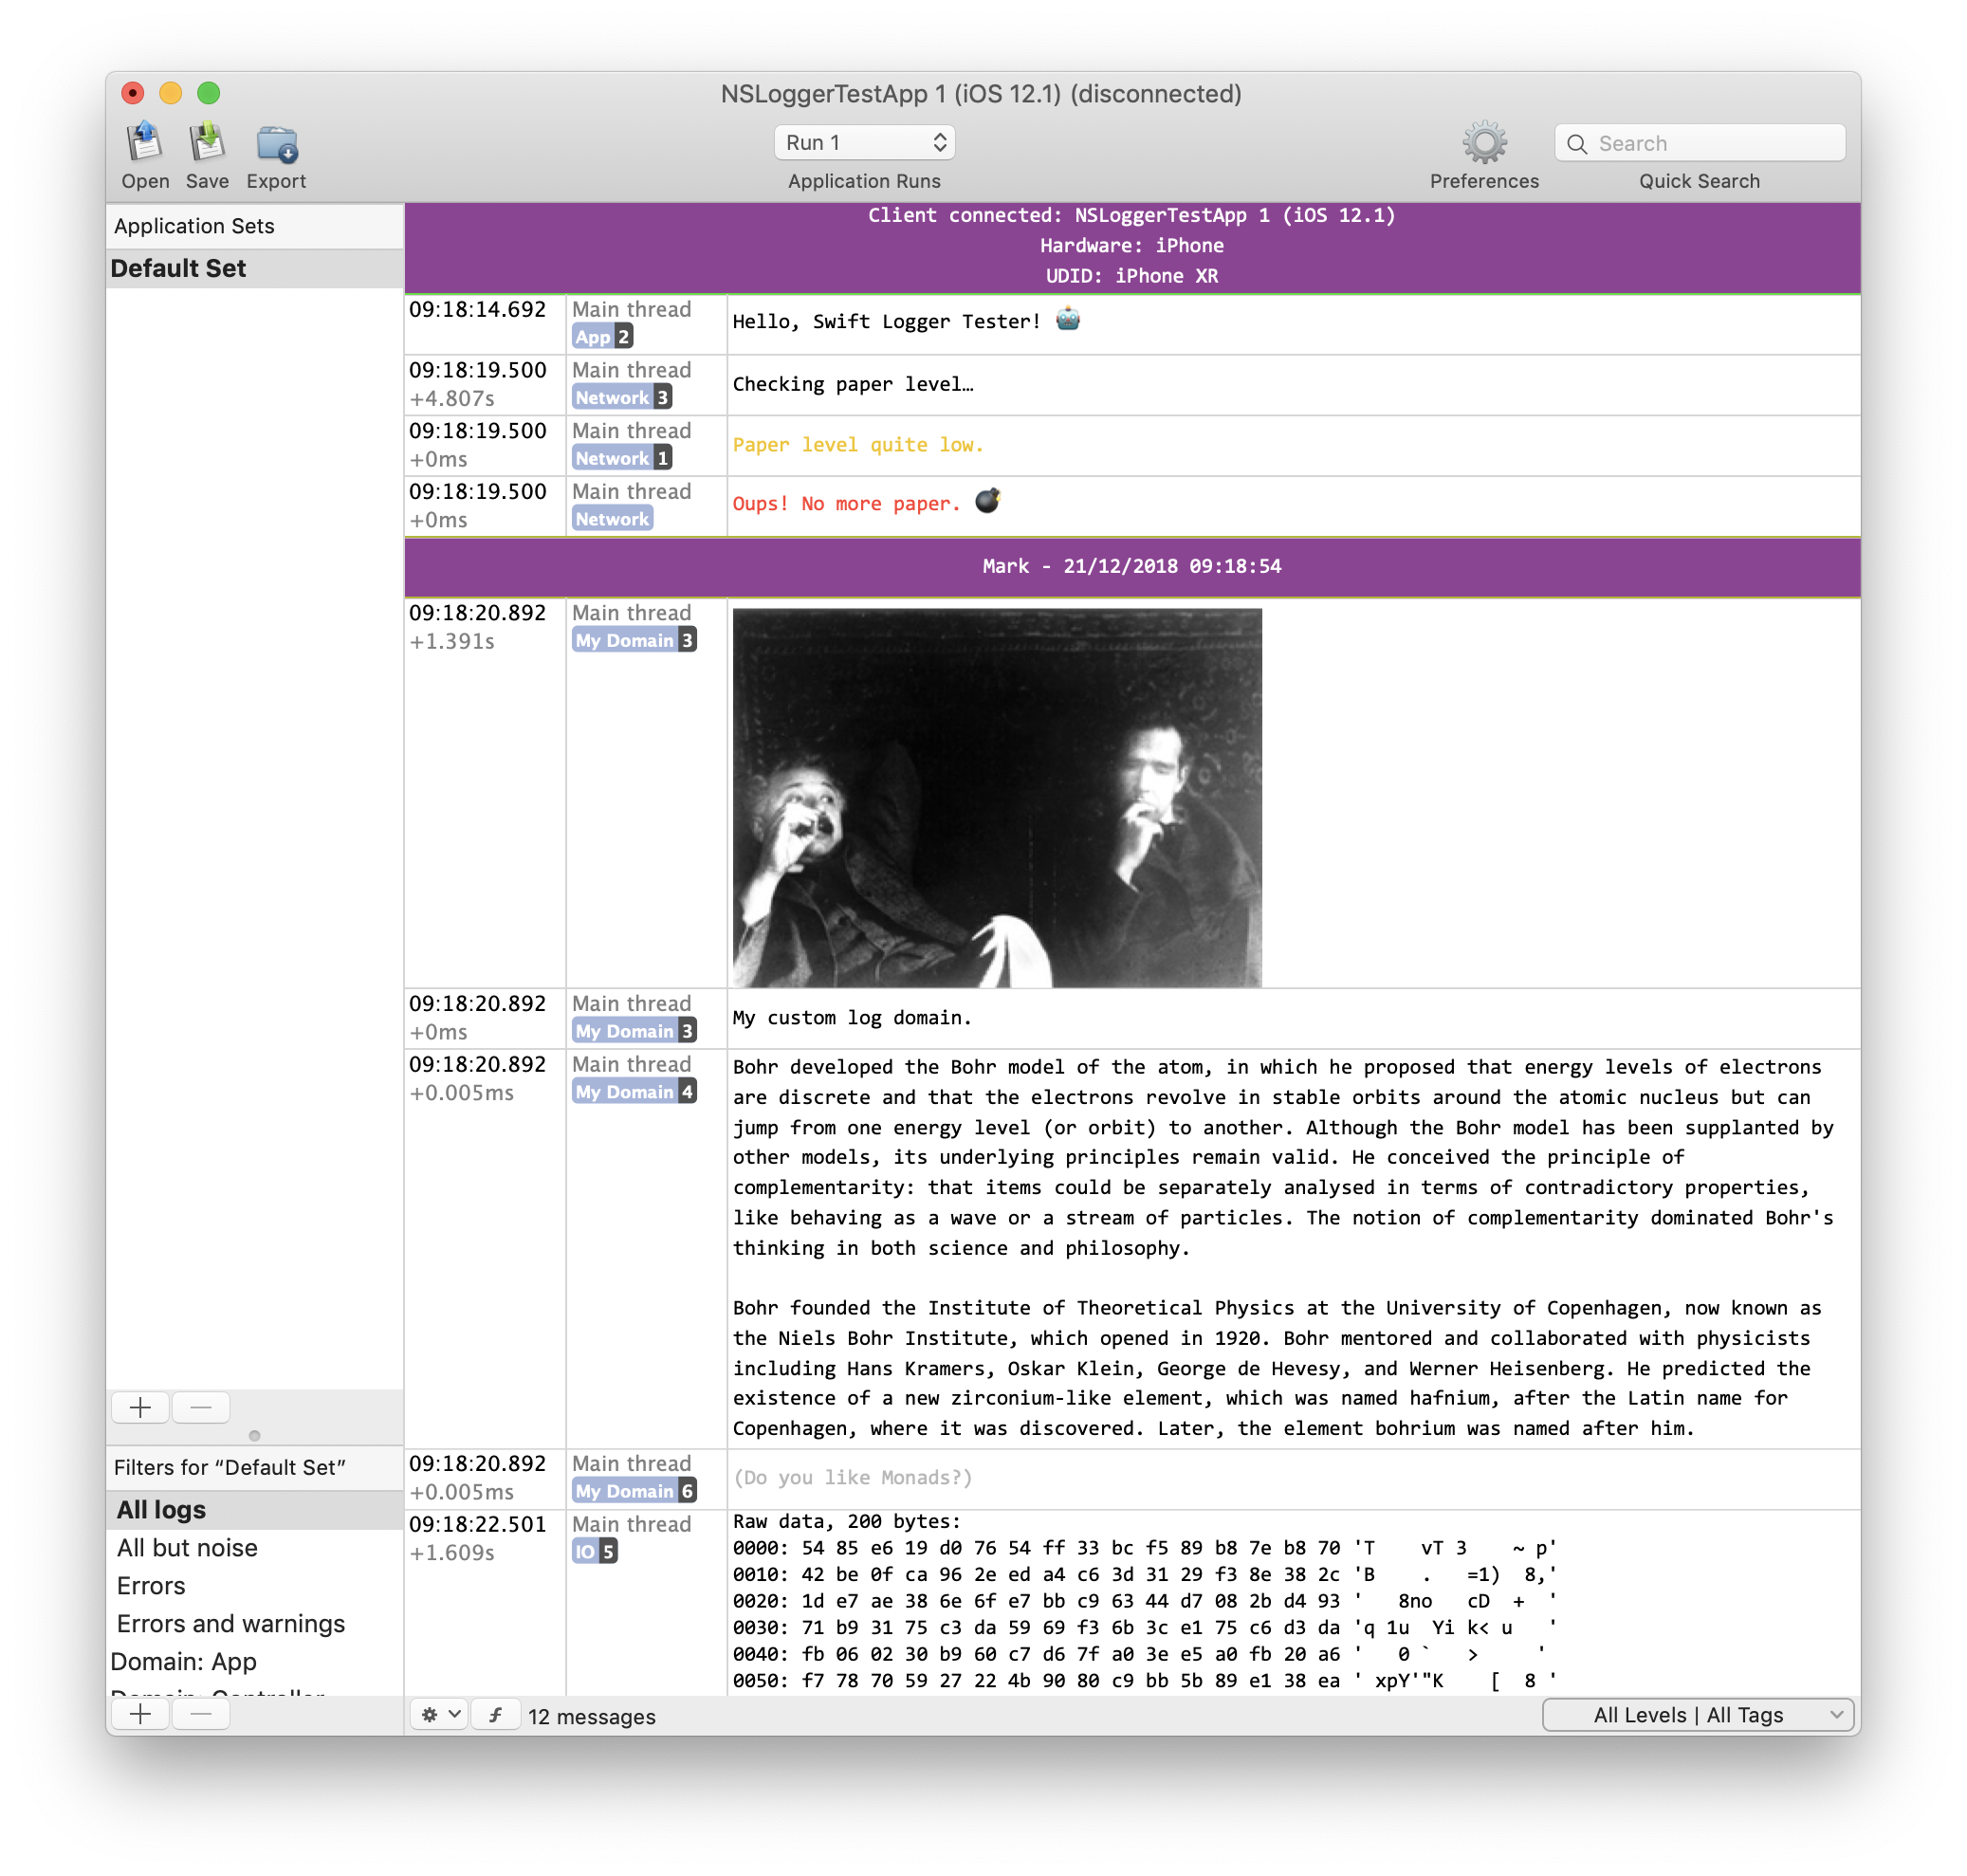 NSLoggerTestApp 1 (iOS 12.1) (disconnected)
Open Save Export
Run 1
Application Runs
Preferences
Search
Quick Search
Application Sets
Default Set
Client connected: NSLoggerTestApp 1 (iOS 12.1)
Hardware: iPhone
UDID: iPhone XR
09:18:14.692 Main thread
App 2
Hello, Swift Logger Tester! 🤖
09:18:19.500 Main thread
+4.807s Network 3
Checking paper level…
09:18:19.500 Main thread
+0ms Network 1
Paper level quite low.
09:18:19.500 Main thread
+0ms Network
Oups! No more paper. 💣
Mark - 21/12/2018 09:18:54
09:18:20.892 Main thread
+1.391s My Domain 3
09:18:20.892 Main thread
+0ms My Domain 3
My custom log domain.
09:18:20.892 Main thread
+0.005ms My Domain 4
Bohr developed the Bohr model of the atom, in which he proposed that energy levels of electrons
are discrete and that the electrons revolve in stable orbits around the atomic nucleus but can
jump from one energy level (or orbit) to another. Although the Bohr model has been supplanted by
other models, its underlying principles remain valid. He conceived the principle of
complementarity: that items could be separately analysed in terms of contradictory properties,
like behaving as a wave or a stream of particles. The notion of complementarity dominated Bohr's
thinking in both science and philosophy.
Bohr founded the Institute of Theoretical Physics at the University of Copenhagen, now known as
the Niels Bohr Institute, which opened in 1920. Bohr mentored and collaborated with physicists
including Hans Kramers, Oskar Klein, George de Hevesy, and Werner Heisenberg. He predicted the
existence of a new zirconium-like element, which was named hafnium, after the Latin name for
Copenhagen, where it was discovered. Later, the element bohrium was named after him.
09:18:20.892 Main thread
+0.005ms My Domain 6
(Do you like Monads?)
09:18:22.501 Main thread
+1.609s IO 5
Raw data, 200 bytes:
0000: 54 85 e6 19 d0 76 54 ff 33 bc f5 89 b8 7e b8 70 'T    vT 3    ~ p'
0010: 42 be 0f ca 96 2e ed a4 c6 3d 31 29 f3 8e 38 2c 'B    .   =1)  8,'
0020: 1d e7 ae 38 6e 6f e7 bb c9 63 44 d7 08 2b d4 93 '   8no   cD  +  '
0030: 71 b9 31 75 c3 da 59 69 f3 6b 3c e1 75 c6 d3 da 'q 1u  Yi k< u   '
0040: fb 06 02 30 b9 60 c7 d6 7f a0 3e e5 a0 fb 20 a6 '   0 `    >     '
0050: f7 78 70 59 27 22 4b 90 80 c9 bb 5b 89 e1 38 ea ' xpY'"K    [  8 '
Filters for “Default Set”
All logs
All but noise
Errors
Errors and warnings
Domain: App
Domain: Controller
12 messages
All Levels | All Tags